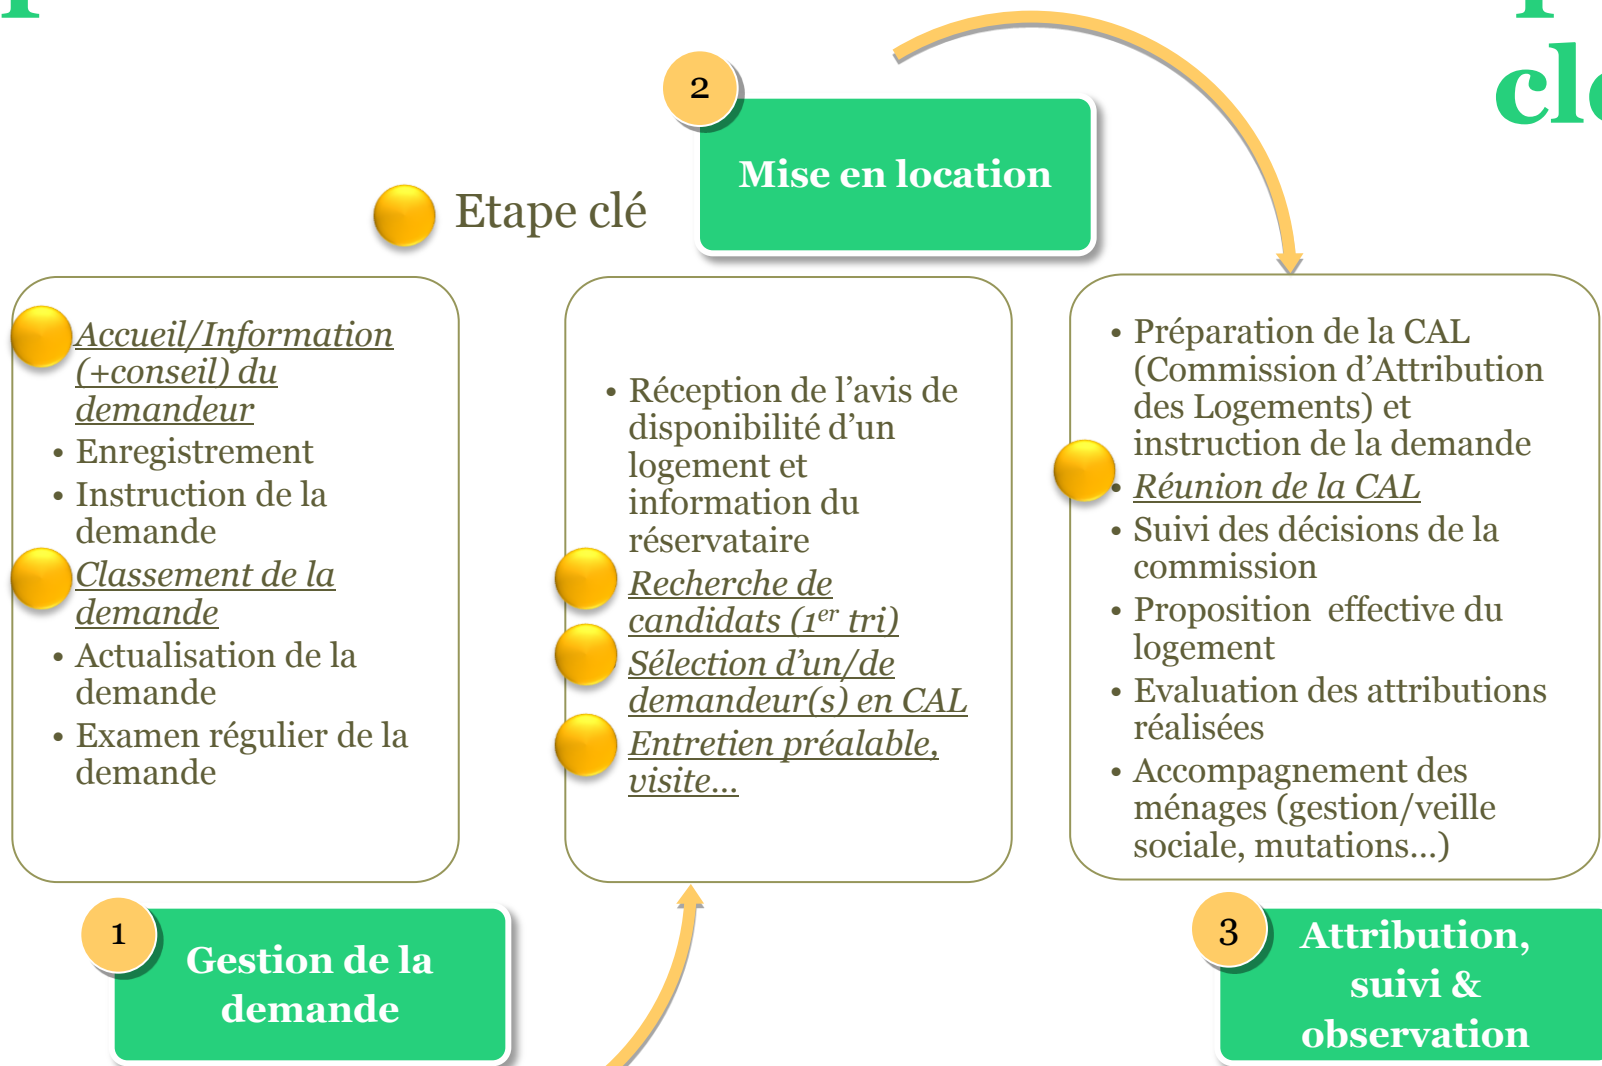 clé
2
Mise en location
Etape clé
Accueil/Information
(+conseil) du
demandeur
• Enregistrement
• Instruction de la
demande
Classement de la
demande
• Actualisation de la
demande
• Examen régulier de la
demande
1
Gestion de la
demande
• Réception de l’avis de
disponibilité d’un
logement et
information du
réservataire
Recherche de
candidats (1er tri)
Sélection d’un/de
demandeur(s) en CAL
Entretien préalable,
visite…
• Préparation de la CAL
(Commission d’Attribution
des Logements) et
instruction de la demande
• Réunion de la CAL
• Suivi des décisions de la
commission
• Proposition effective du
logement
• Evaluation des attributions
réalisées
• Accompagnement des
ménages (gestion/veille
sociale, mutations…)
3
Attribution,
suivi &
observation